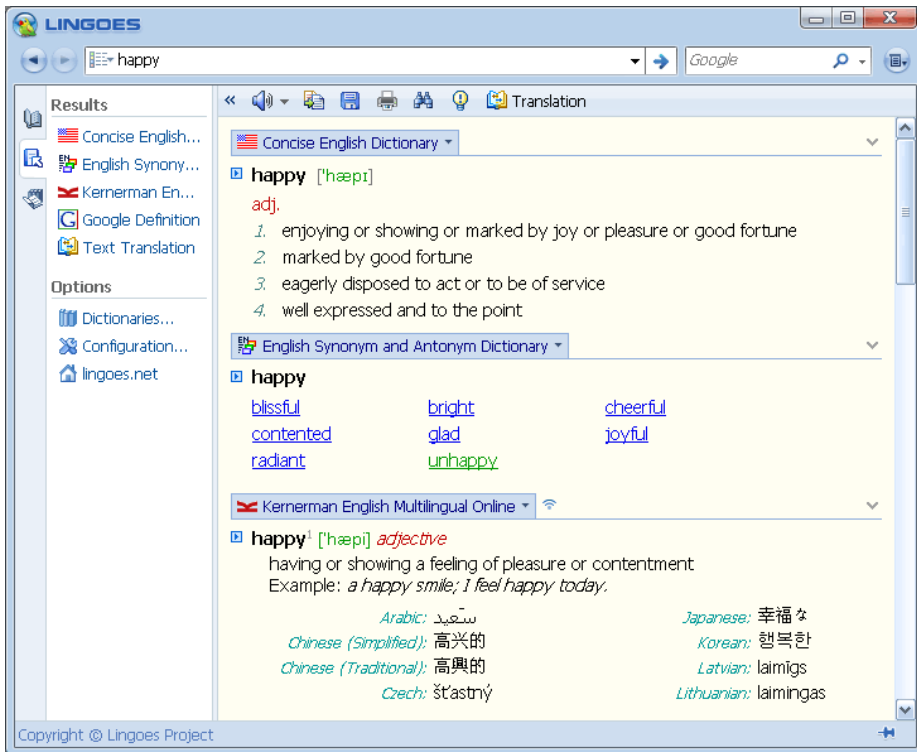 LINGOES
happy
Google
Results
Concise English...
English Synony...
Kernerman En...
Google Definition
Text Translation
Options
Dictionaries...
Configuration...
lingoes.net
Translation
Concise English Dictionary
happy ['hæpɪ]
adj.
1. enjoying or showing or marked by joy or pleasure or good fortune
2. marked by good fortune
3. eagerly disposed to act or to be of service
4. well expressed and to the point
English Synonym and Antonym Dictionary
happy
blissful bright cheerful
contented glad joyful
radiant unhappy
Kernerman English Multilingual Online
happy¹ ['hæpi] adjective
having or showing a feeling of pleasure or contentment
Example: a happy smile; I feel happy today.
Arabic: سَعيد Japanese: 幸福な
Chinese (Simplified): 高兴的 Korean: 행복한
Chinese (Traditional): 高興的 Latvian: laimīgs
Czech: šťastný Lithuanian: laimingas
Copyright © Lingoes Project